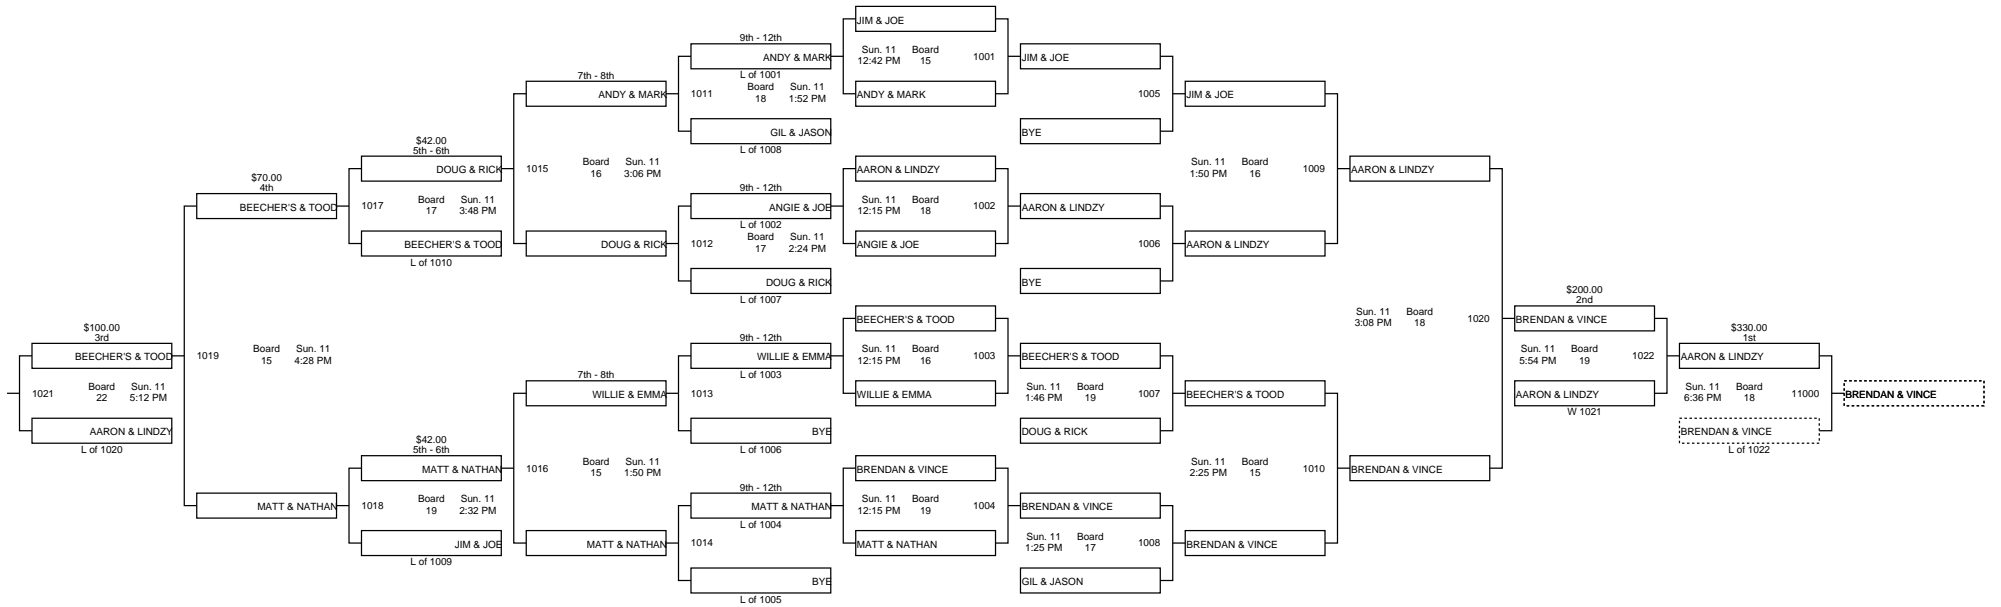 JIM & JOE
9th - 12th
ANDY & MARK
Sun. 11 Board
12:42 PM 15
1001
JIM & JOE
L of 1001
7th - 8th
ANDY & MARK
1011
Board Sun. 11
18 1:52 PM
ANDY & MARK
1005
JIM & JOE
GIL & JASON
BYE
L of 1008
$42.00
5th - 6th
DOUG & RICK
1015
Board Sun. 11
16 3:06 PM
AARON & LINDZY
Sun. 11 Board
1:50 PM 16
1009
AARON & LINDZY
$70.00
4th
BEECHER'S & TOOD
1017
Board Sun. 11
17 3:48 PM
9th - 12th
ANGIE & JOE
Sun. 11 Board
12:15 PM 18
1002
AARON & LINDZY
L of 1002
BEECHER'S & TOOD
L of 1010
DOUG & RICK
1012
Board Sun. 11
17 2:24 PM
ANGIE & JOE
1006
AARON & LINDZY
DOUG & RICK
BYE
L of 1007
$200.00
2nd
BEECHER'S & TOOD
Sun. 11 Board
3:08 PM 18
1020
BRENDAN & VINCE
$100.00
3rd
BEECHER'S & TOOD
1019
Board Sun. 11
15 4:28 PM
9th - 12th
WILLIE & EMMA
Sun. 11 Board
12:15 PM 16
1003
BEECHER'S & TOOD
Sun. 11 Board
5:54 PM 19
1022
$330.00
1st
AARON & LINDZY
L of 1003
7th - 8th
1021
Board Sun. 11
22 5:12 PM
WILLIE & EMMA
1013
WILLIE & EMMA
Sun. 11 Board
1:46 PM 19
1007
BEECHER'S & TOOD
AARON & LINDZY
W 1021
Sun. 11 Board
6:36 PM 18
11000
BRENDAN & VINCE
AARON & LINDZY
L of 1020
BYE
L of 1006
DOUG & RICK
BRENDAN & VINCE
L of 1022
$42.00
5th - 6th
MATT & NATHAN
1016
Board Sun. 11
15 1:50 PM
BRENDAN & VINCE
Sun. 11 Board
2:25 PM 15
1010
BRENDAN & VINCE
MATT & NATHAN
1018
Board Sun. 11
19 2:32 PM
9th - 12th
MATT & NATHAN
L of 1004
Sun. 11 Board
12:15 PM 19
1004
BRENDAN & VINCE
JIM & JOE
L of 1009
MATT & NATHAN
1014
MATT & NATHAN
Sun. 11 Board
1:25 PM 17
1008
BRENDAN & VINCE
BYE
L of 1005
GIL & JASON